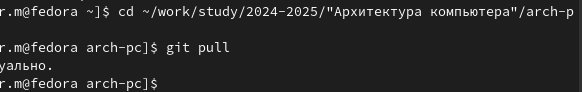 r.m@fedora ~]$ cd ~/work/study/2024-2025/"Архитектура компьютера"/arch-p
r.m@fedora arch-pc]$ git pull
уально.
r.m@fedora arch-pc]$